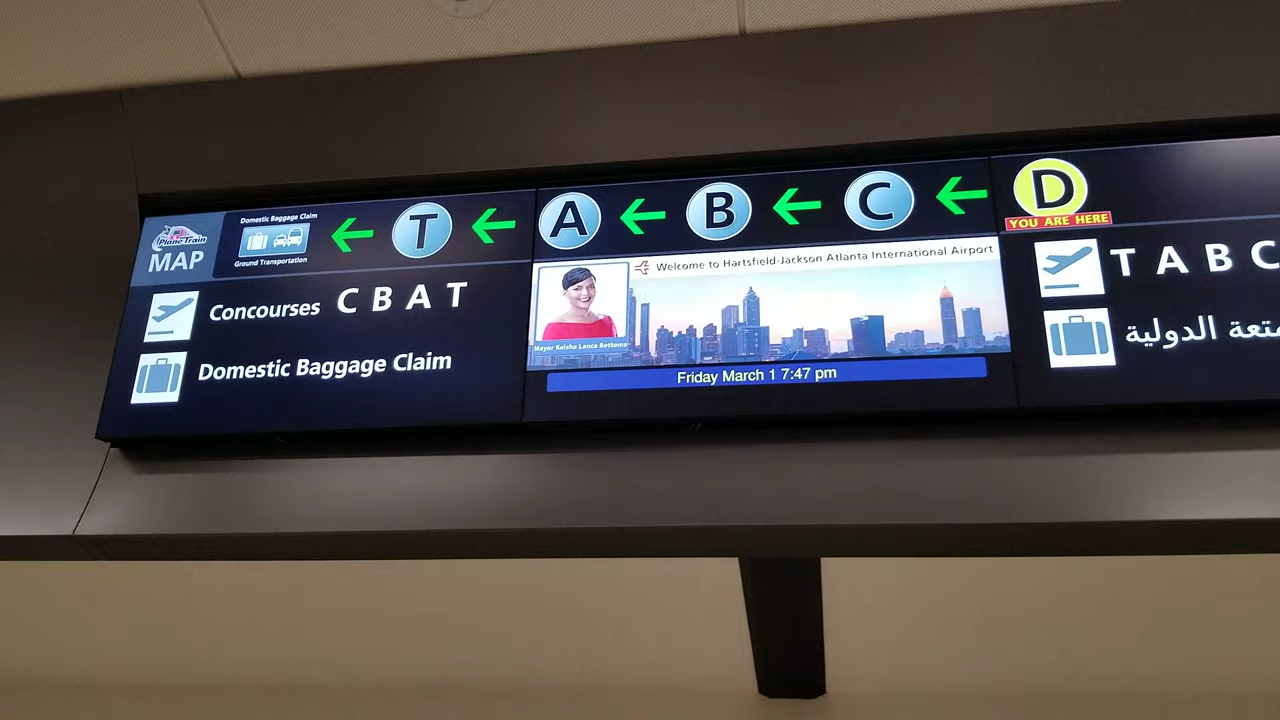 Plane Train
MAP
Domestic Baggage Claim
Ground Transportation
T
A
B
C
D
YOU ARE HERE
Concourses C B A T
Domestic Baggage Claim
Welcome to Hartsfield-Jackson Atlanta International Airport
Mayor Keisha Lance Bottoms
Friday March 1 7:47 pm
T A B C
الدولية